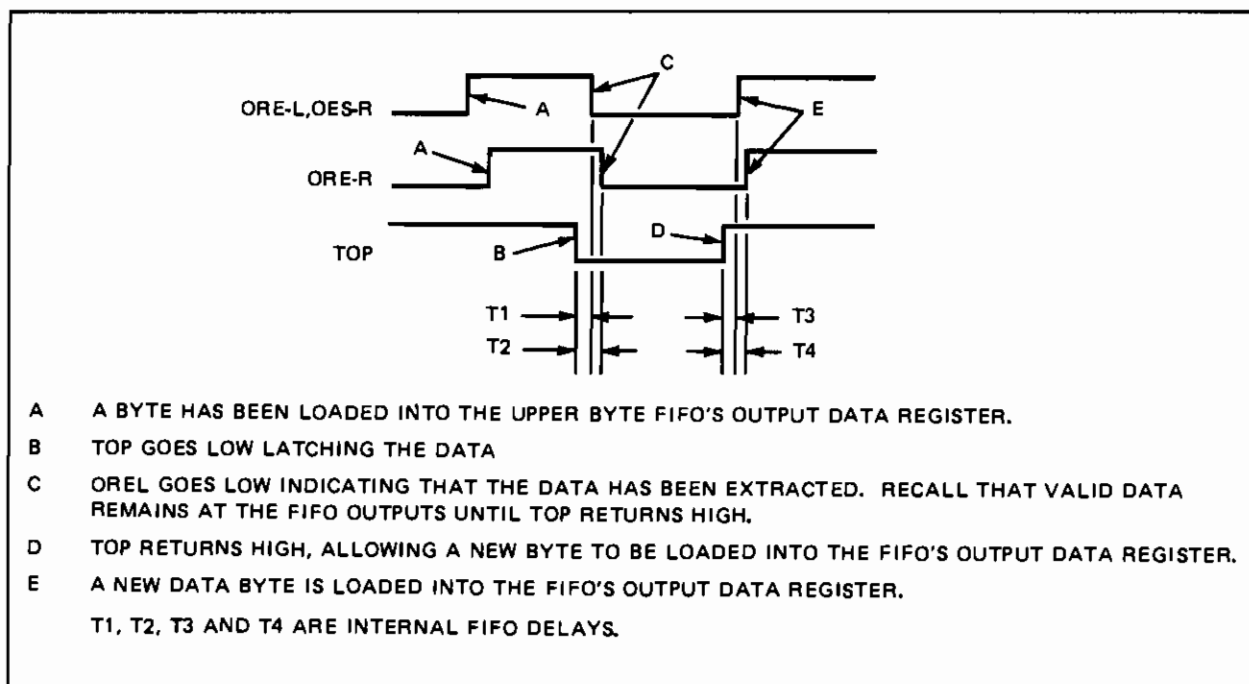 C
ORE-L,OES-R
A
E
A
ORE-R
D
B
TOP
T1
T3
T2
T4
A A BYTE HAS BEEN LOADED INTO THE UPPER BYTE FIFO'S OUTPUT DATA REGISTER.
B TOP GOES LOW LATCHING THE DATA
C OREL GOES LOW INDICATING THAT THE DATA HAS BEEN EXTRACTED. RECALL THAT VALID DATA
REMAINS AT THE FIFO OUTPUTS UNTIL TOP RETURNS HIGH.
D TOP RETURNS HIGH, ALLOWING A NEW BYTE TO BE LOADED INTO THE FIFO'S OUTPUT DATA REGISTER.
E A NEW DATA BYTE IS LOADED INTO THE FIFO'S OUTPUT DATA REGISTER.
T1, T2, T3 AND T4 ARE INTERNAL FIFO DELAYS.